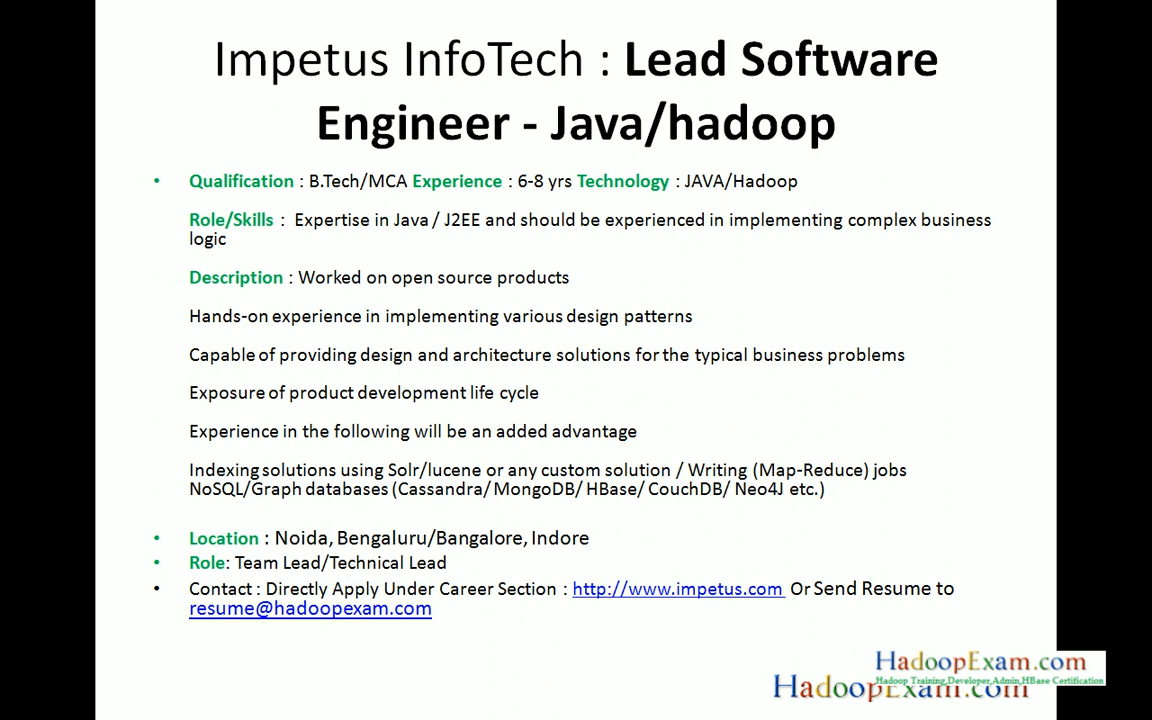 Impetus InfoTech : Lead Software
Engineer - Java/hadoop
• Qualification : B.Tech/MCA Experience : 6-8 yrs Technology : JAVA/Hadoop
Role/Skills : Expertise in Java / J2EE and should be experienced in implementing complex business
logic
Description : Worked on open source products
Hands-on experience in implementing various design patterns
Capable of providing design and architecture solutions for the typical business problems
Exposure of product development life cycle
Experience in the following will be an added advantage
Indexing solutions using Solr/lucene or any custom solution / Writing (Map-Reduce) jobs
NoSQL/Graph databases (Cassandra/ MongoDB/ HBase/ CouchDB/ Neo4J etc.)
• Location : Noida, Bengaluru/Bangalore, Indore
• Role: Team Lead/Technical Lead
• Contact : Directly Apply Under Career Section : http://www.impetus.com Or Send Resume to
resume@hadoopexam.com
HadoopExam.com
Hadoop Training,Developer,Admin,HBase Certification
HadoopExam.com